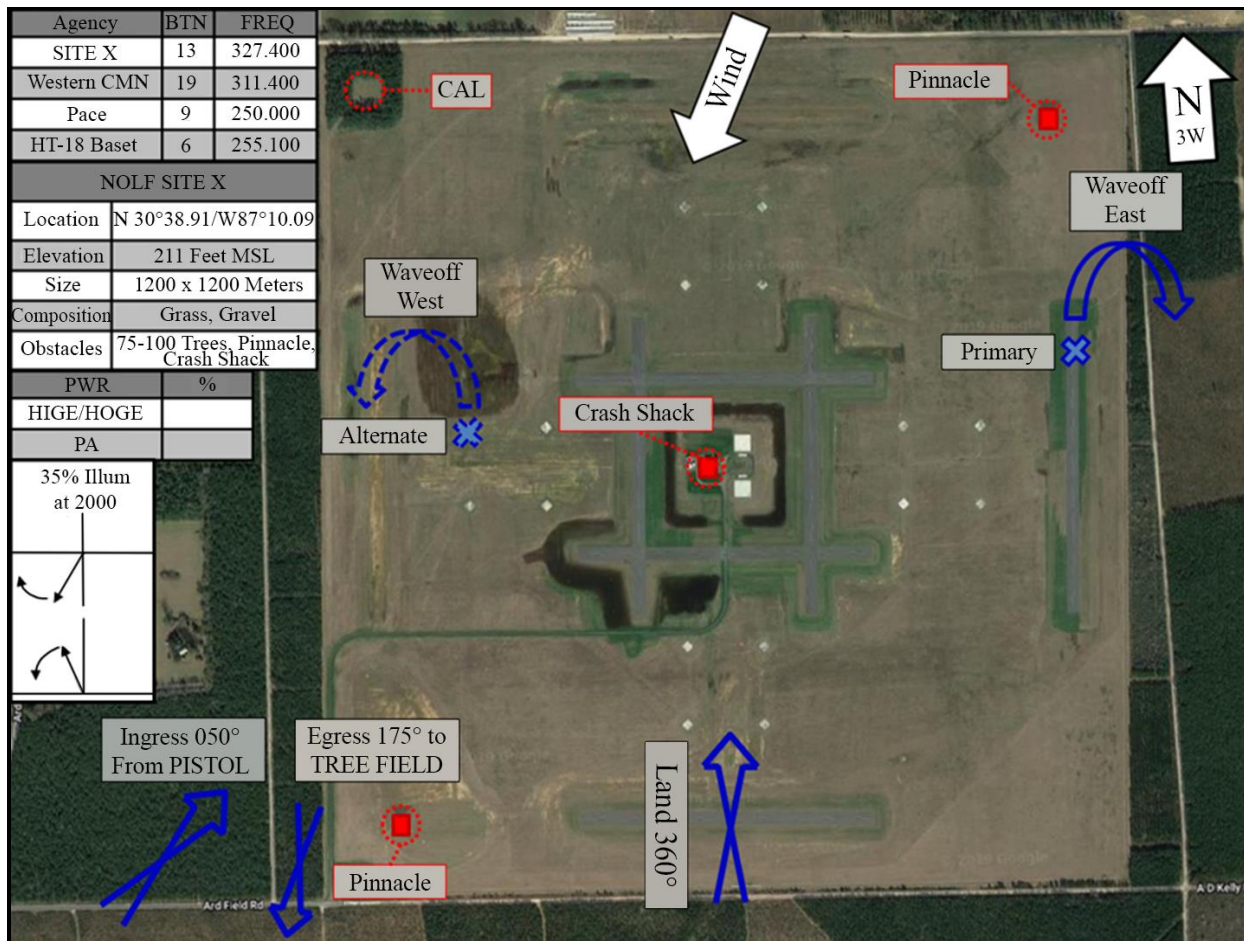 Agency BTN FREQ
SITE X 13 327.400
Western CMN 19 311.400
Pace 9 250.000
HT-18 Baset 6 255.100
NOLF SITE X
Location N 30°38.91/W87°10.09
Elevation 211 Feet MSL
Size 1200 x 1200 Meters
Composition Grass, Gravel
Obstacles 75-100 Trees, Pinnacle,
Crash Shack
PWR %
HIGE/HOGE
PA
35% Illum
at 2000
CAL
Wind
Pinnacle
N
3W
Waveoff
East
Waveoff
West
Primary
Alternate
Crash Shack
Ingress 050°
From PISTOL
Egress 175° to
TREE FIELD
Land 360°
Pinnacle
© 2019 Google
Ard Field Rd
A D Kelly